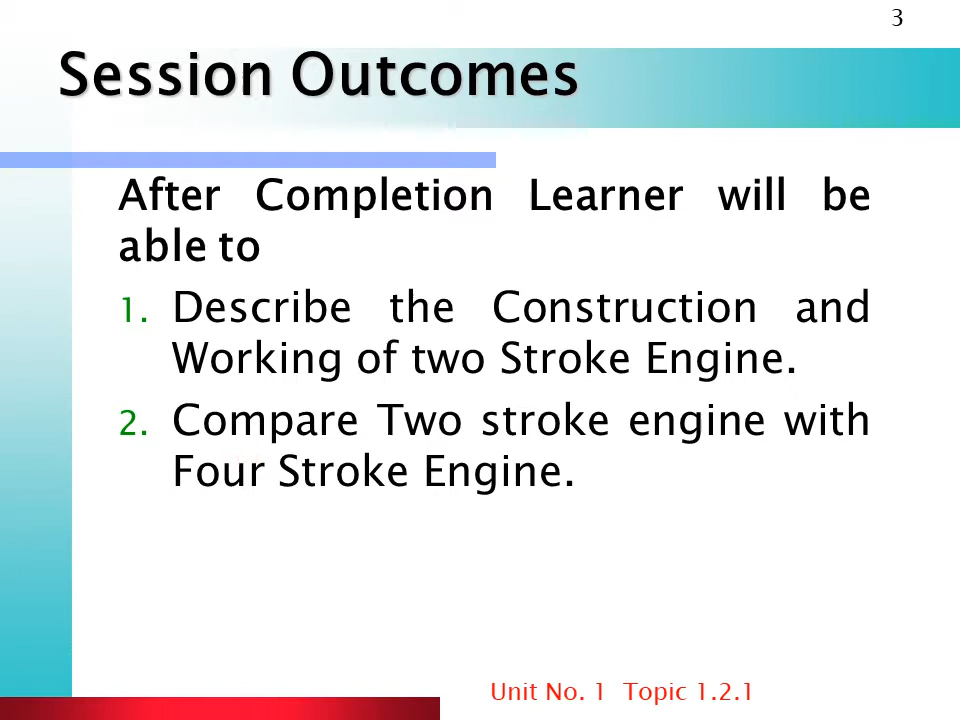 3
Session Outcomes
After Completion Learner will be
able to
1. Describe the Construction and
Working of two Stroke Engine.
2. Compare Two stroke engine with
Four Stroke Engine.
Unit No. 1 Topic 1.2.1